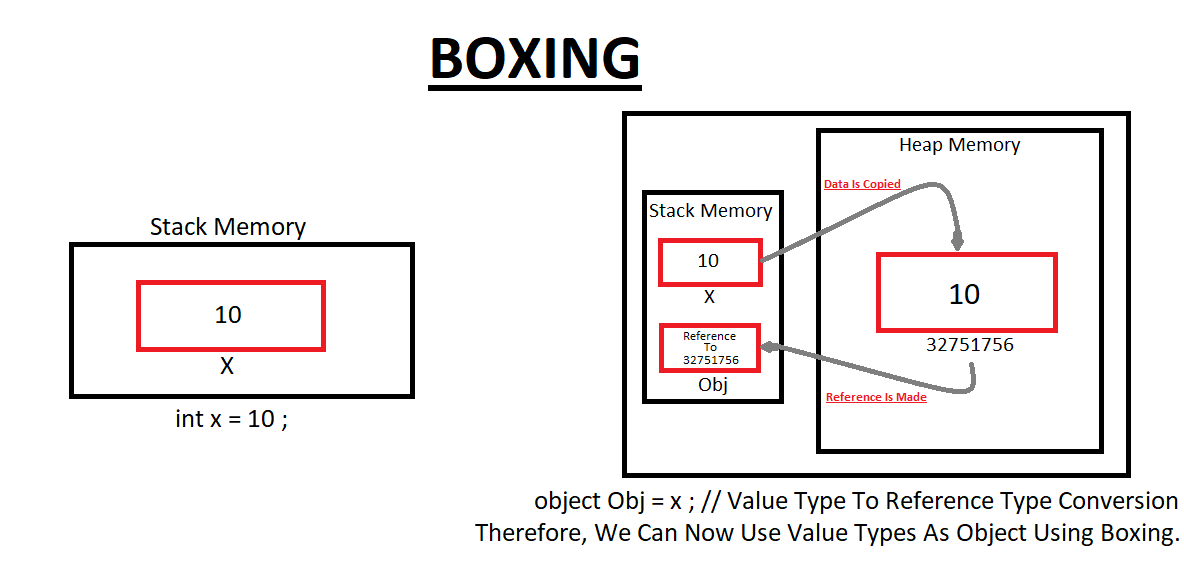 BOXING
Stack Memory
10
X
int x = 10 ;
Heap Memory
Data Is Copied
Stack Memory
10
X
10
32751756
Reference
To
32751756
Obj
Reference Is Made
object Obj = x ; // Value Type To Reference Type Conversion
Therefore, We Can Now Use Value Types As Object Using Boxing.